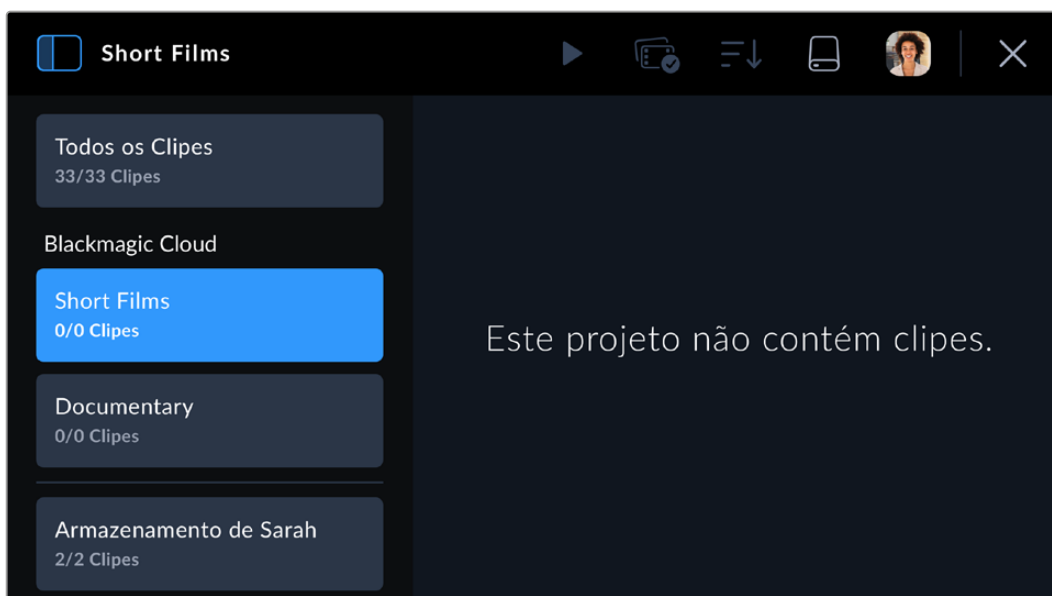 Short Films
Todos os Clipes
33/33 Clipes
Blackmagic Cloud
Short Films
0/0 Clipes
Documentary
0/0 Clipes
Armazenamento de Sarah
2/2 Clipes
Este projeto não contém clipes.